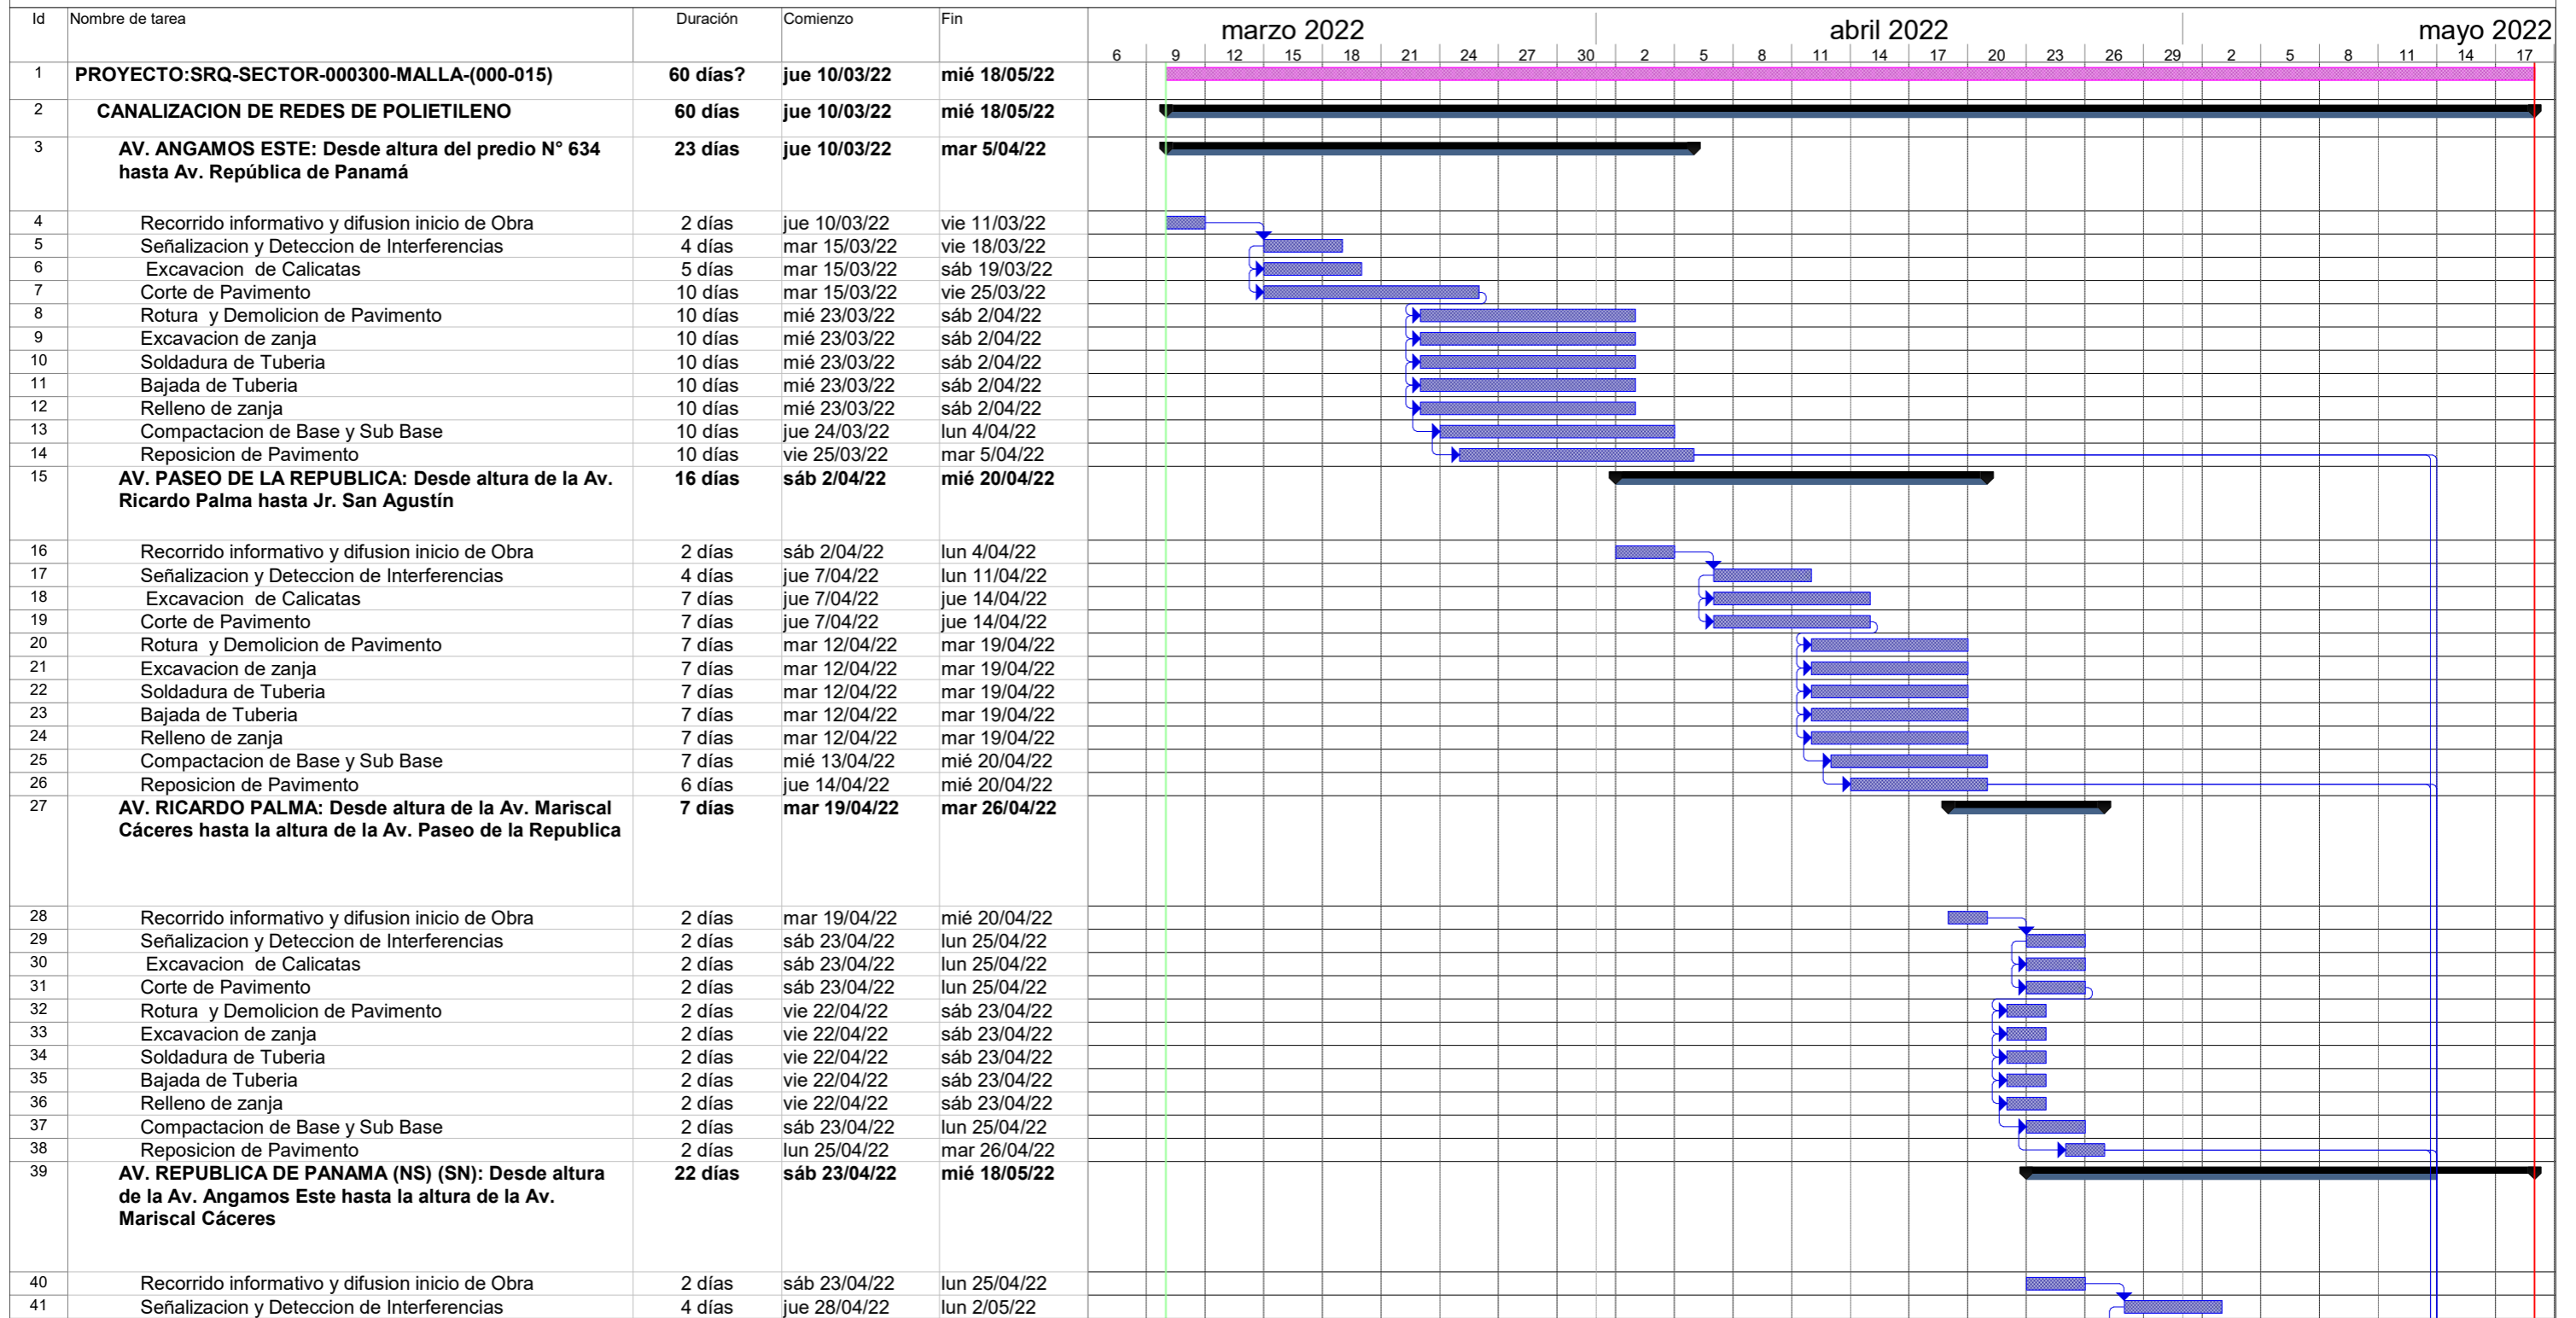 Id Nombre de tarea Duración Comienzo Fin marzo 2022 abril 2022 mayo 2022
6 9 12 15 18 21 24 27 30 2 5 8 11 14 17 20 23 26 29 2 5 8 11 14 17
1 PROYECTO:SRQ-SECTOR-000300-MALLA-(000-015) 60 días? jue 10/03/22 mié 18/05/22
2 CANALIZACION DE REDES DE POLIETILENO 60 días jue 10/03/22 mié 18/05/22
3 AV. ANGAMOS ESTE: Desde altura del predio N° 634 23 días jue 10/03/22 mar 5/04/22
hasta Av. República de Panamá
4 Recorrido informativo y difusion inicio de Obra 2 días jue 10/03/22 vie 11/03/22
5 Señalizacion y Deteccion de Interferencias 4 días mar 15/03/22 vie 18/03/22
6 Excavacion de Calicatas 5 días mar 15/03/22 sáb 19/03/22
7 Corte de Pavimento 10 días mar 15/03/22 vie 25/03/22
8 Rotura y Demolicion de Pavimento 10 días mié 23/03/22 sáb 2/04/22
9 Excavacion de zanja 10 días mié 23/03/22 sáb 2/04/22
10 Soldadura de Tuberia 10 días mié 23/03/22 sáb 2/04/22
11 Bajada de Tuberia 10 días mié 23/03/22 sáb 2/04/22
12 Relleno de zanja 10 días mié 23/03/22 sáb 2/04/22
13 Compactacion de Base y Sub Base 10 días jue 24/03/22 lun 4/04/22
14 Reposicion de Pavimento 10 días vie 25/03/22 mar 5/04/22
15 AV. PASEO DE LA REPUBLICA: Desde altura de la Av. 16 días sáb 2/04/22 mié 20/04/22
Ricardo Palma hasta Jr. San Agustín
16 Recorrido informativo y difusion inicio de Obra 2 días sáb 2/04/22 lun 4/04/22
17 Señalizacion y Deteccion de Interferencias 4 días jue 7/04/22 lun 11/04/22
18 Excavacion de Calicatas 7 días jue 7/04/22 jue 14/04/22
19 Corte de Pavimento 7 días jue 7/04/22 jue 14/04/22
20 Rotura y Demolicion de Pavimento 7 días mar 12/04/22 mar 19/04/22
21 Excavacion de zanja 7 días mar 12/04/22 mar 19/04/22
22 Soldadura de Tuberia 7 días mar 12/04/22 mar 19/04/22
23 Bajada de Tuberia 7 días mar 12/04/22 mar 19/04/22
24 Relleno de zanja 7 días mar 12/04/22 mar 19/04/22
25 Compactacion de Base y Sub Base 7 días mié 13/04/22 mié 20/04/22
26 Reposicion de Pavimento 6 días jue 14/04/22 mié 20/04/22
27 AV. RICARDO PALMA: Desde altura de la Av. Mariscal 7 días mar 19/04/22 mar 26/04/22
Cáceres hasta la altura de la Av. Paseo de la Republica
28 Recorrido informativo y difusion inicio de Obra 2 días mar 19/04/22 mié 20/04/22
29 Señalizacion y Deteccion de Interferencias 2 días sáb 23/04/22 lun 25/04/22
30 Excavacion de Calicatas 2 días sáb 23/04/22 lun 25/04/22
31 Corte de Pavimento 2 días sáb 23/04/22 lun 25/04/22
32 Rotura y Demolicion de Pavimento 2 días vie 22/04/22 sáb 23/04/22
33 Excavacion de zanja 2 días vie 22/04/22 sáb 23/04/22
34 Soldadura de Tuberia 2 días vie 22/04/22 sáb 23/04/22
35 Bajada de Tuberia 2 días vie 22/04/22 sáb 23/04/22
36 Relleno de zanja 2 días vie 22/04/22 sáb 23/04/22
37 Compactacion de Base y Sub Base 2 días sáb 23/04/22 lun 25/04/22
38 Reposicion de Pavimento 2 días lun 25/04/22 mar 26/04/22
39 AV. REPUBLICA DE PANAMA (NS) (SN): Desde altura 22 días sáb 23/04/22 mié 18/05/22
de la Av. Angamos Este hasta la altura de la Av.
Mariscal Cáceres
40 Recorrido informativo y difusion inicio de Obra 2 días sáb 23/04/22 lun 25/04/22
41 Señalizacion y Deteccion de Interferencias 4 días jue 28/04/22 lun 2/05/22